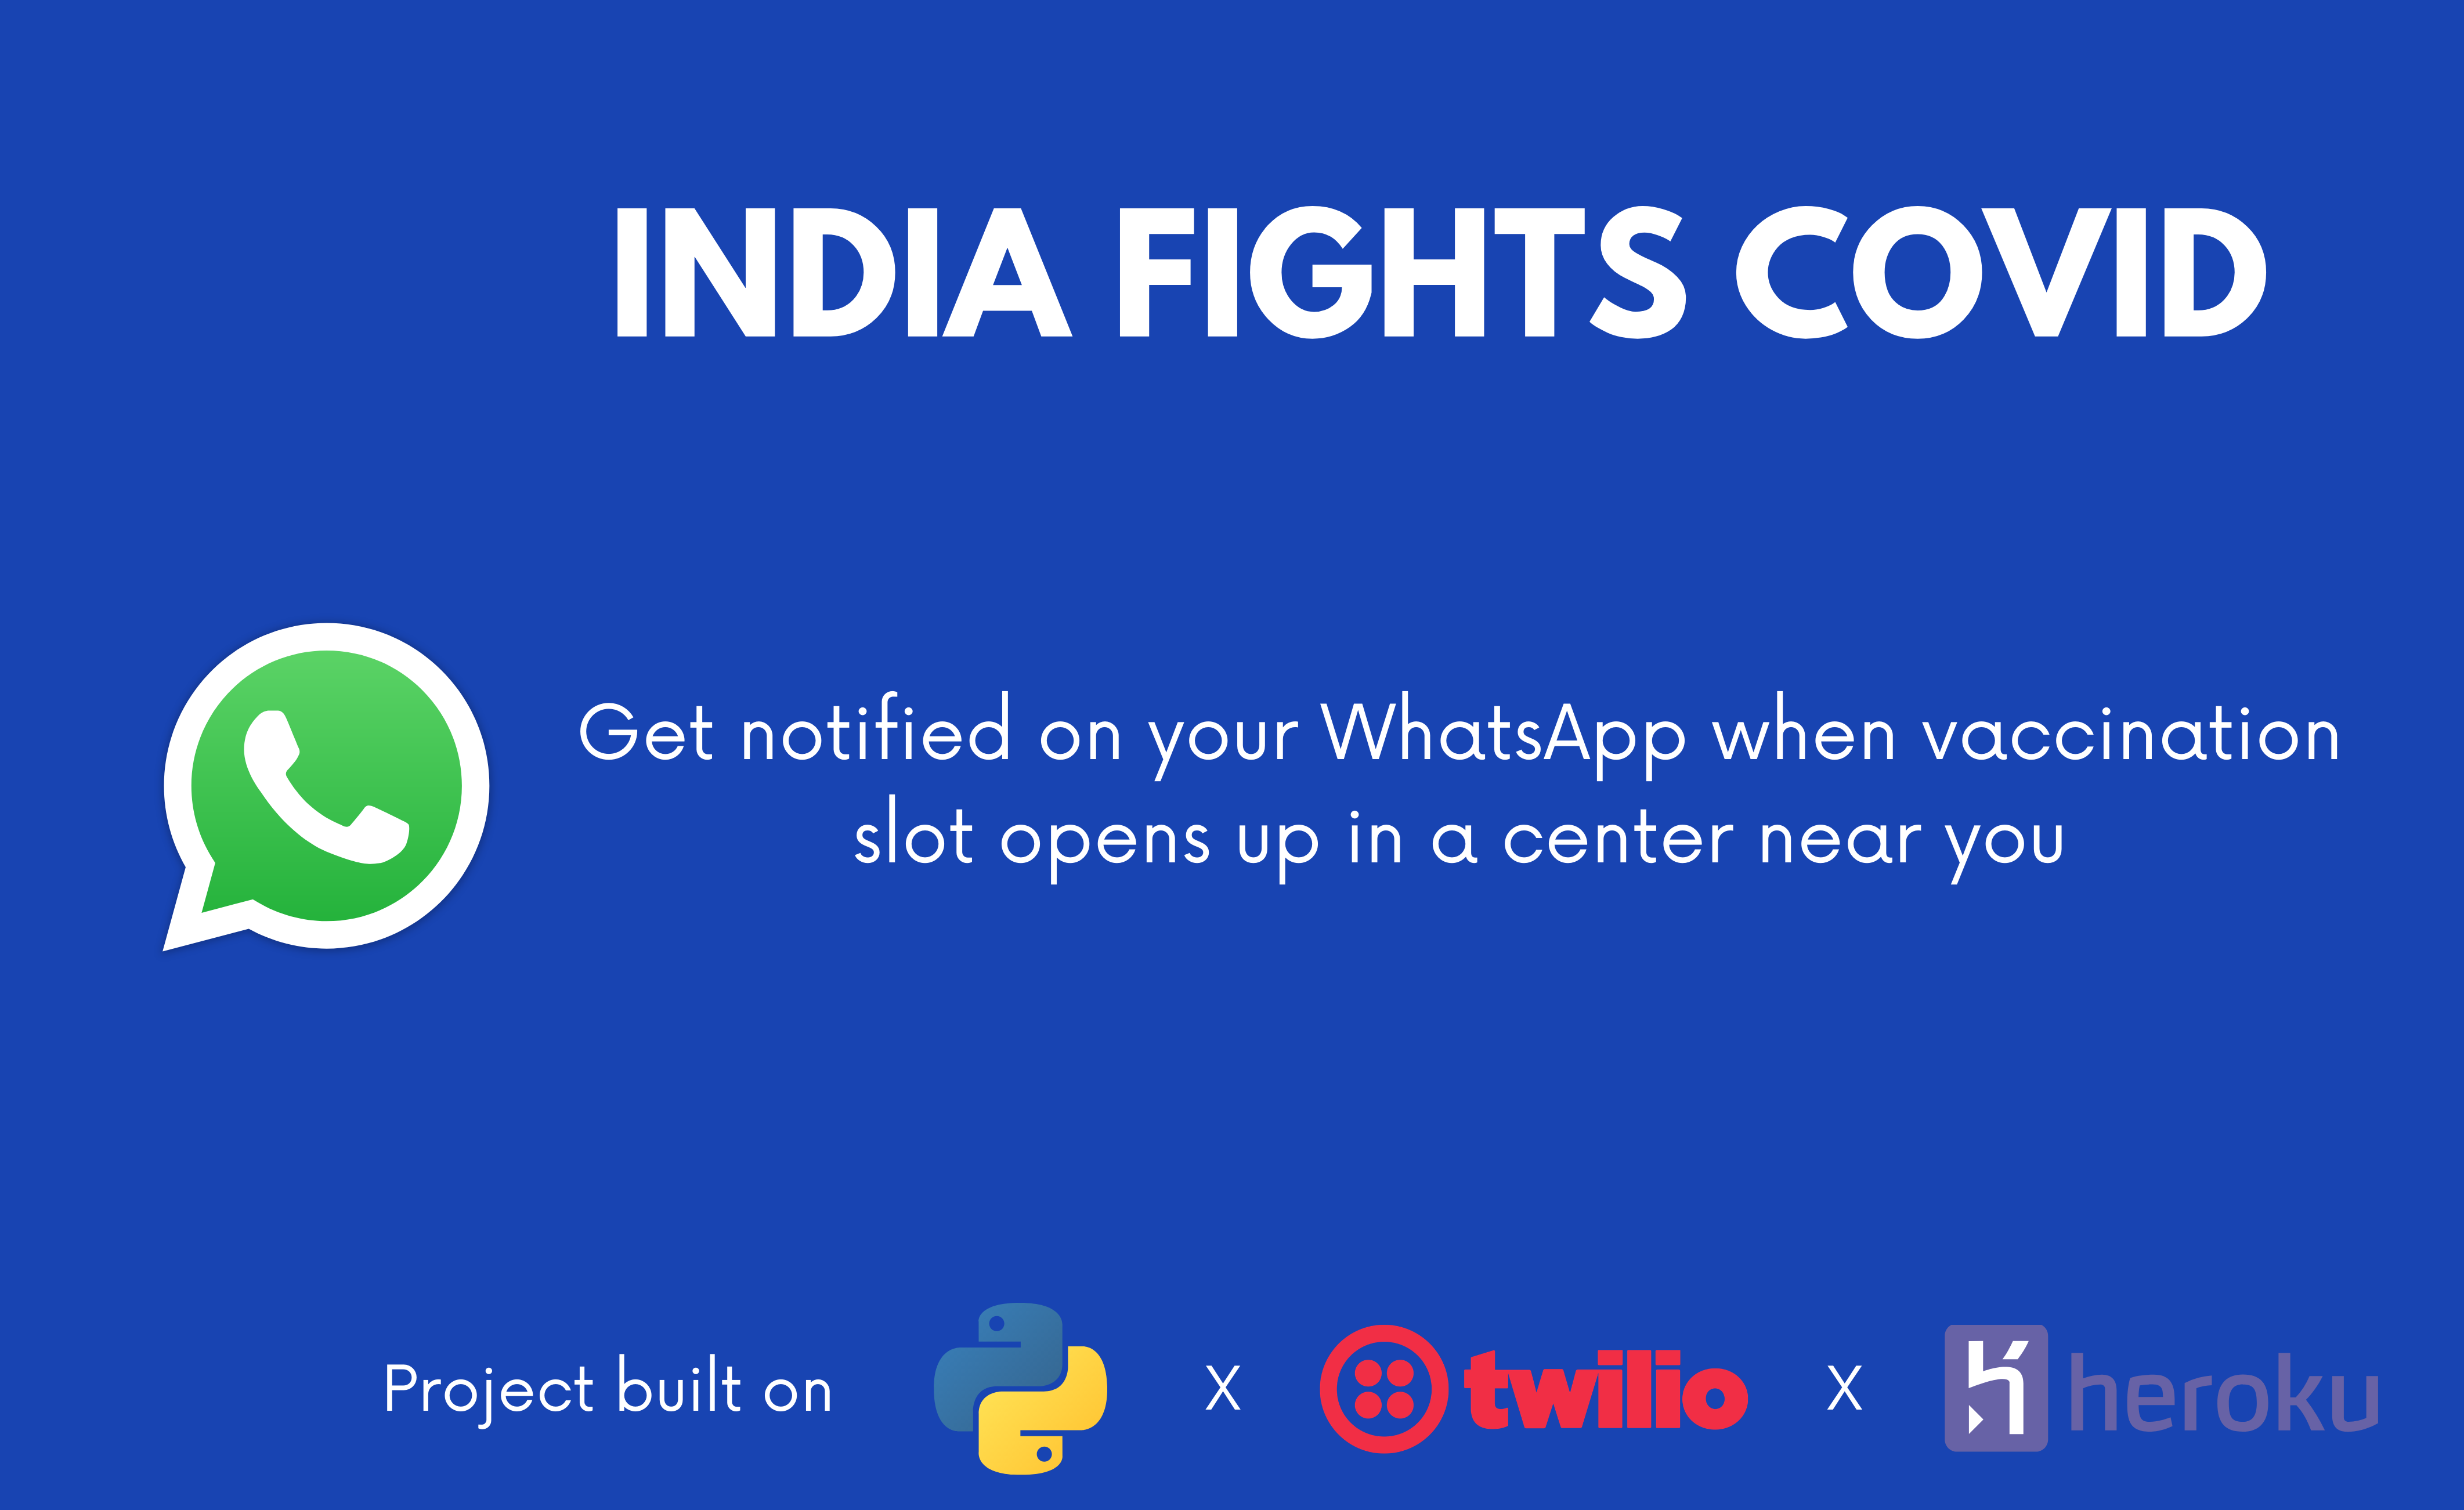 INDIA FIGHTS COVID
Get notified on your WhatsApp when vaccination
slot opens up in a center near you
Project built on X twilio X heroku